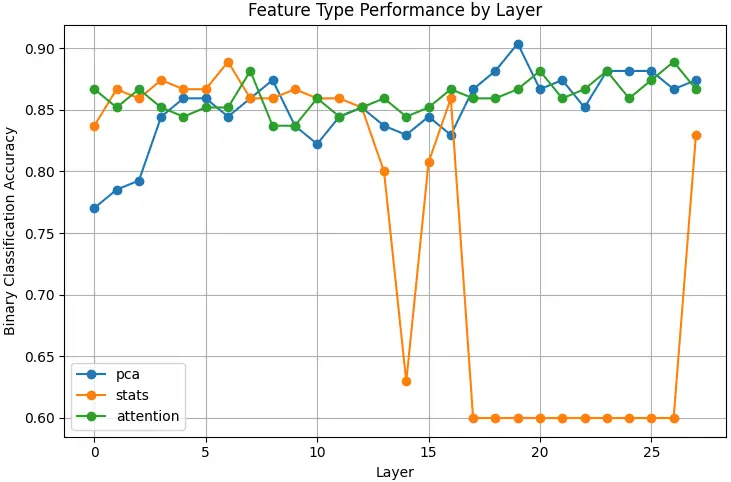 Feature Type Performance by Layer
Binary Classification Accuracy
0.90
0.85
0.80
0.75
0.70
0.65
0.60
pca
stats
attention
0 5 10 15 20 25
Layer